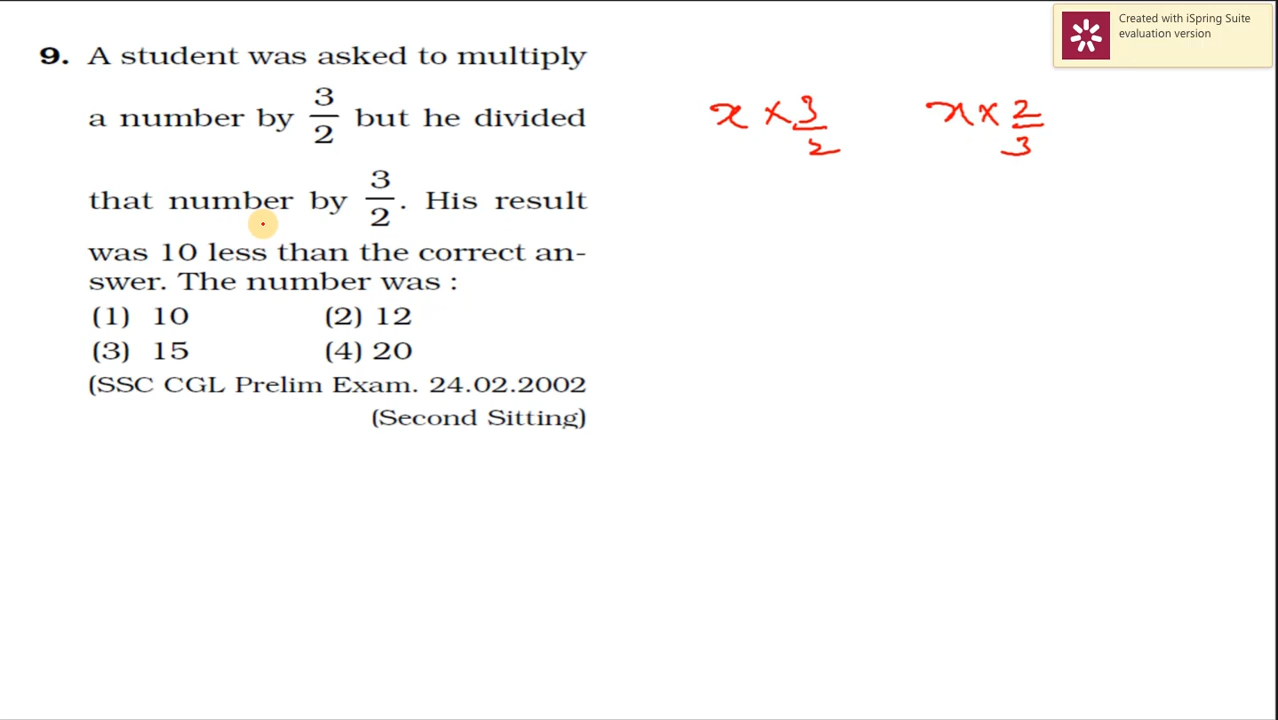 9. A student was asked to multiply
a number by 3/2 but he divided
that number by 3/2. His result
was 10 less than the correct an-
swer. The number was :
(1) 10 (2) 12
(3) 15 (4) 20
(SSC CGL Prelim Exam. 24.02.2002
(Second Sitting)
x × 3/2 x × 2/3
Created with iSpring Suite
evaluation version